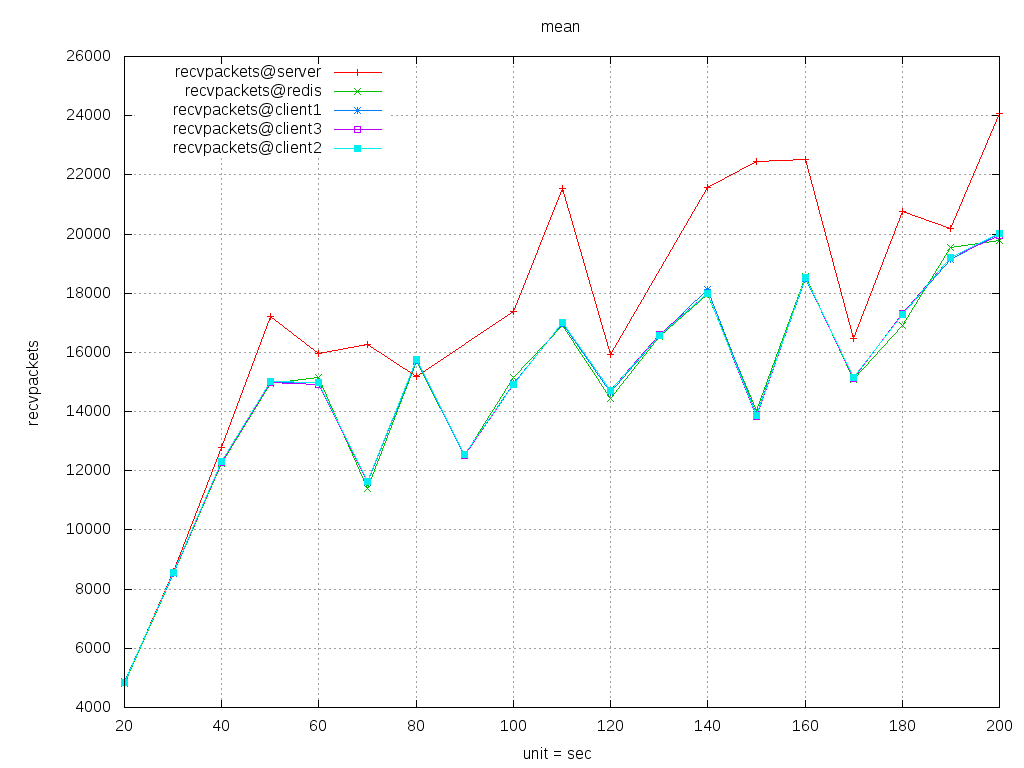 mean
26000
24000
22000
20000
18000
16000
14000
12000
10000
8000
6000
4000
recvpackets
recvpackets@server
recvpackets@redis
recvpackets@client1
recvpackets@client3
recvpackets@client2
20 40 60 80 100 120 140 160 180 200
unit = sec